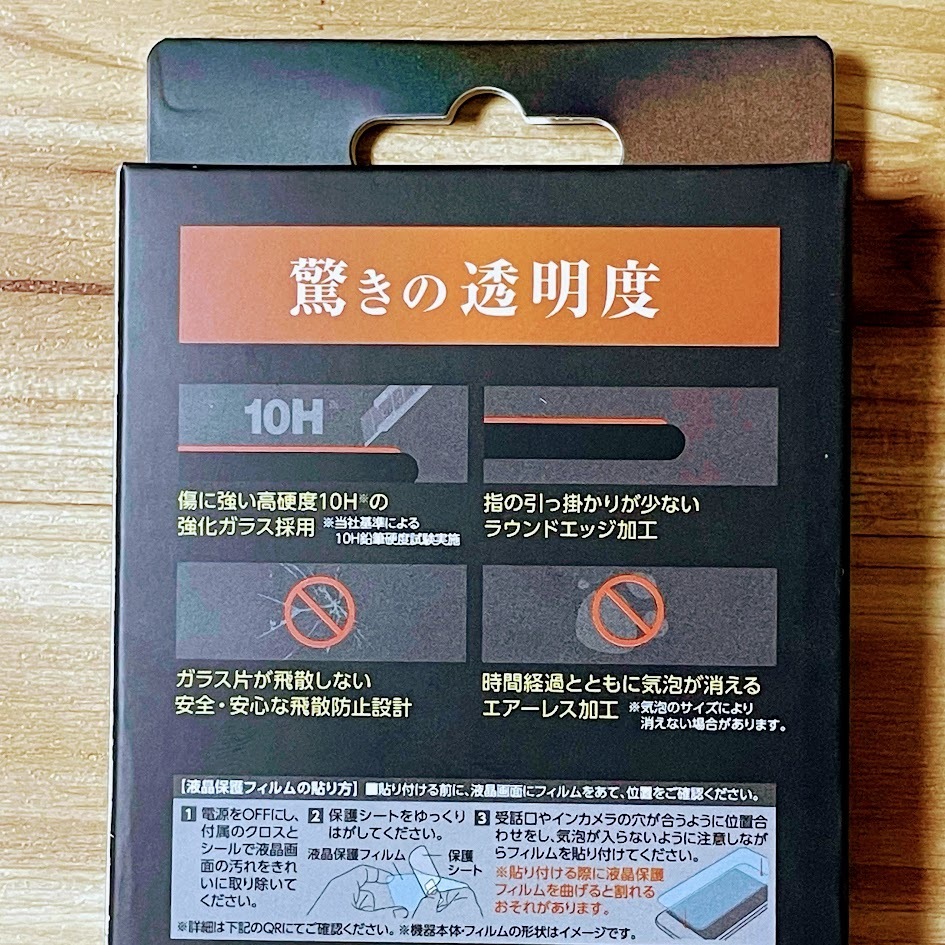 驚きの透明度
10H※
傷に強い高硬度10H※の
強化ガラス採用 ※当社基準による
10H鉛筆硬度試験実施
指の引っ掛かりが少ない
ラウンドエッジ加工
ガラス片が飛散しない
安全・安心な飛散防止設計
時間経過とともに気泡が消える
エアーレス加工 ※気泡のサイズにより
消えない場合があります。
【液晶保護フィルムの貼り方】 ■貼り付ける前に、液晶画面にフィルムをあて、位置をご確認ください。
1 電源をOFFにし、
付属のクロスと
シールで液晶画
面の汚れをきれ
いに取り除いて
ください。
2 保護シートをゆっくり
はがしてください。
液晶保護フィルム
保護
シート
3 受話口やインカメラの穴が合うように位置合
わせをし、気泡が入らないように注意しなが
らフィルムを貼り付けてください。
※貼り付ける際に液晶保護
フィルムを曲げると割れる
おそれがあります。
※詳細は下記のQRにてご確認ください。※機器本体・フィルムの形状はイメージです。